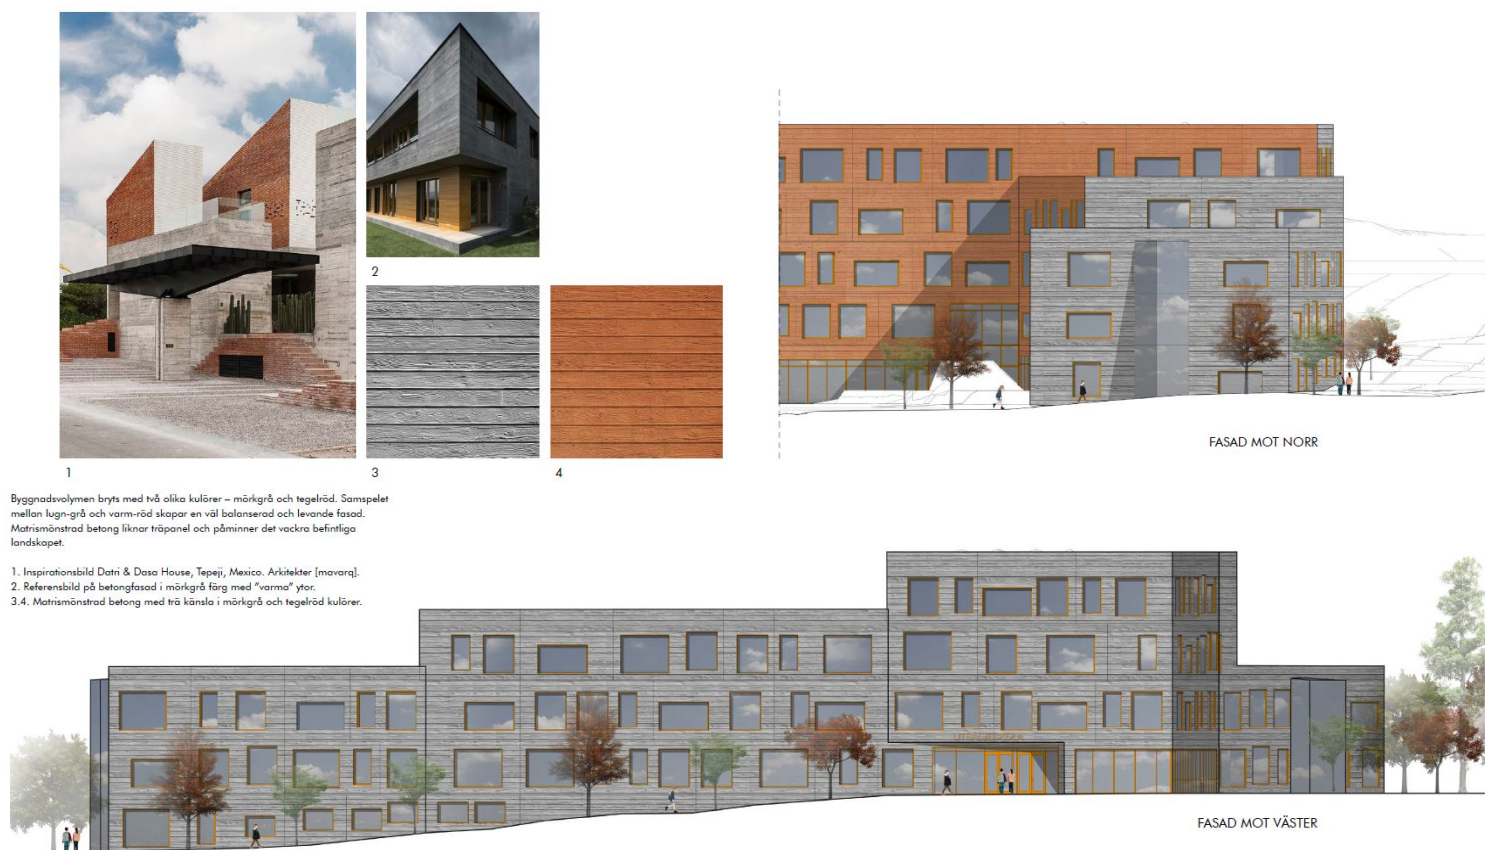 1
2
3
4
FASAD MOT NORR
Byggnadsvolymen bryts med två olika kulörer – mörkgrå och tegelröd. Samspelet
mellan lugn-grå och varm-röd skapar en väl balanserad och levande fasad.
Matrismönstrad betong liknar träpanel och påminner det vackra befintliga
landskapet.
1. Inspirationsbild Datri & Dasa House, Tepeji, Mexico. Arkitekter [mavarq].
2. Referensbild på betongfasad i mörkgrå färg med "varma" ytor.
3.4. Matrismönstrad betong med trä känsla i mörkgrå och tegelröd kulörer.
FASAD MOT VÄSTER